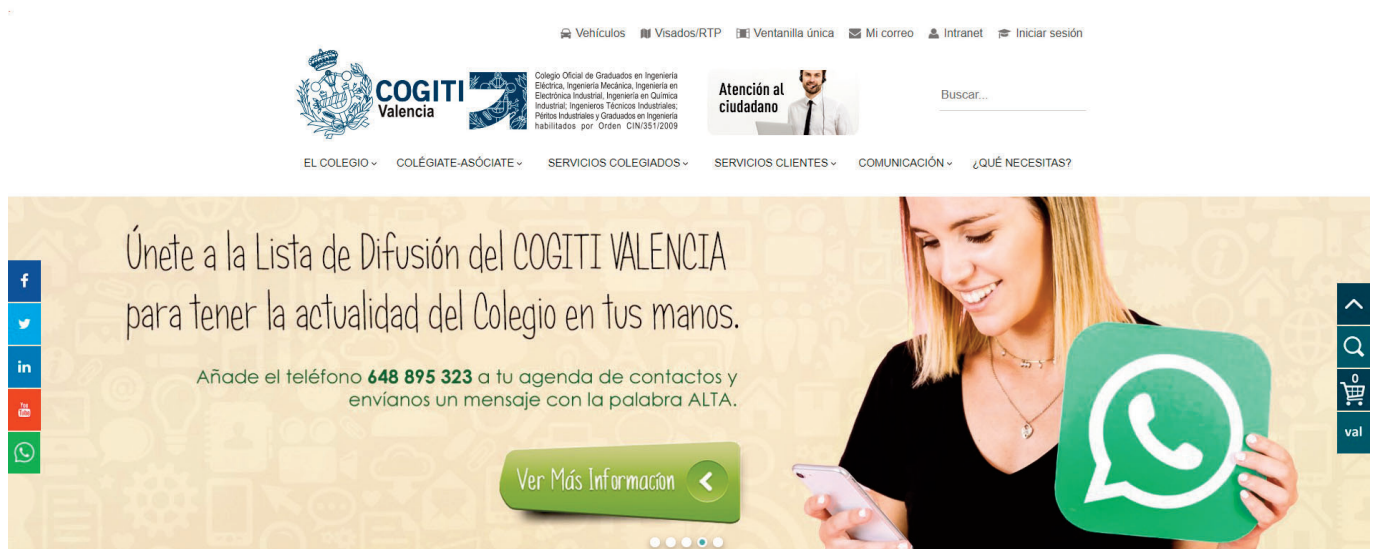 Vehículos Visados/RTP Ventanilla única Mi correo Intranet Iniciar sesión
COGITI
Valencia
Colegio Oficial de Graduados en Ingeniería
Eléctrica, Ingeniería Mecánica, Ingeniería en
Electrónica Industrial, Ingeniería en Química
Industrial; Ingenieros Técnicos Industriales;
Péritos Industriales y Graduados en Ingeniería
habilitados por Orden CIN/351/2009
Atención al
ciudadano
Buscar...
EL COLEGIO COLÉGIATE-ASÓCIATE SERVICIOS COLEGIADOS SERVICIOS CLIENTES COMUNICACIÓN ¿QUÉ NECESITAS?
Únete a la Lista de Difusión del COGITI VALENCIA
para tener la actualidad del Colegio en tus manos.
Añade el teléfono 648 895 323 a tu agenda de contactos y
envíanos un mensaje con la palabra ALTA.
Ver Más Información
f
in
You
Tube
0
val